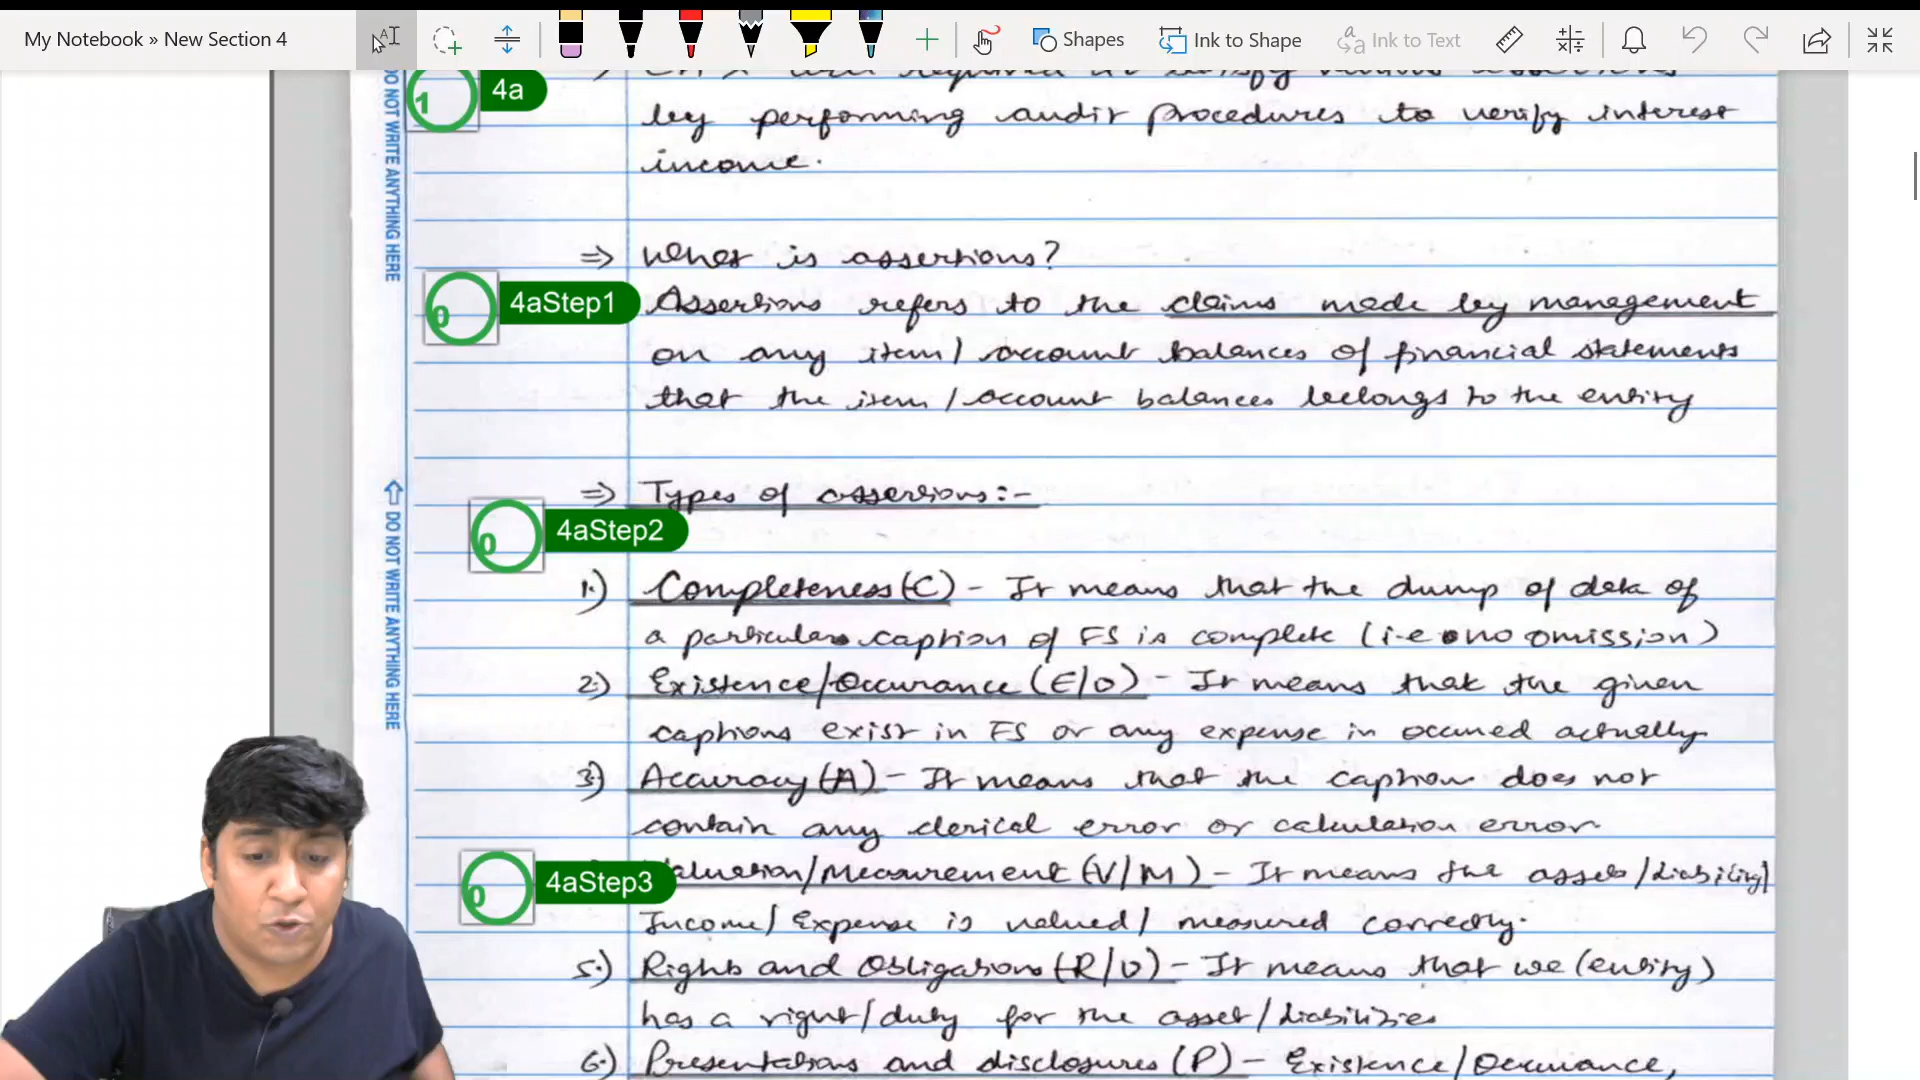 My Notebook » New Section 4
Shapes
Ink to Shape
Ink to Text
DO NOT WRITE ANYTHING HERE
1 4a
by performing audit procedures to verify interest
income.
=> What is assertions?
0 4aStep1 Assertions refers to the claims made by management
on any item/ account balances of financial statements
that the item/account balances belongs to the entity
=> Types of assertions:-
0 4aStep2
DO NOT WRITE ANYTHING HERE
1.) Completeness (C) - It means that the dump of data of
a particular caption of FS is complete (i.e no omission)
2.) Existence/Occurance (E/O) - It means that the given
captions exist in FS or any expense in occured actually
3.) Accuracy (A) - It means that the caption does not
contain any clerical error or calculation error
0 4aStep3 aluation/Measurement (V/M) - It means the assets/liability/
Income/Expense is valued/measured correctly.
5.) Rights and Obligations (R/O) - It means that we (entity)
has a right/duty for the asset/liabilities
6.) Presentations and disclosures (P) - Existence/Occurance,